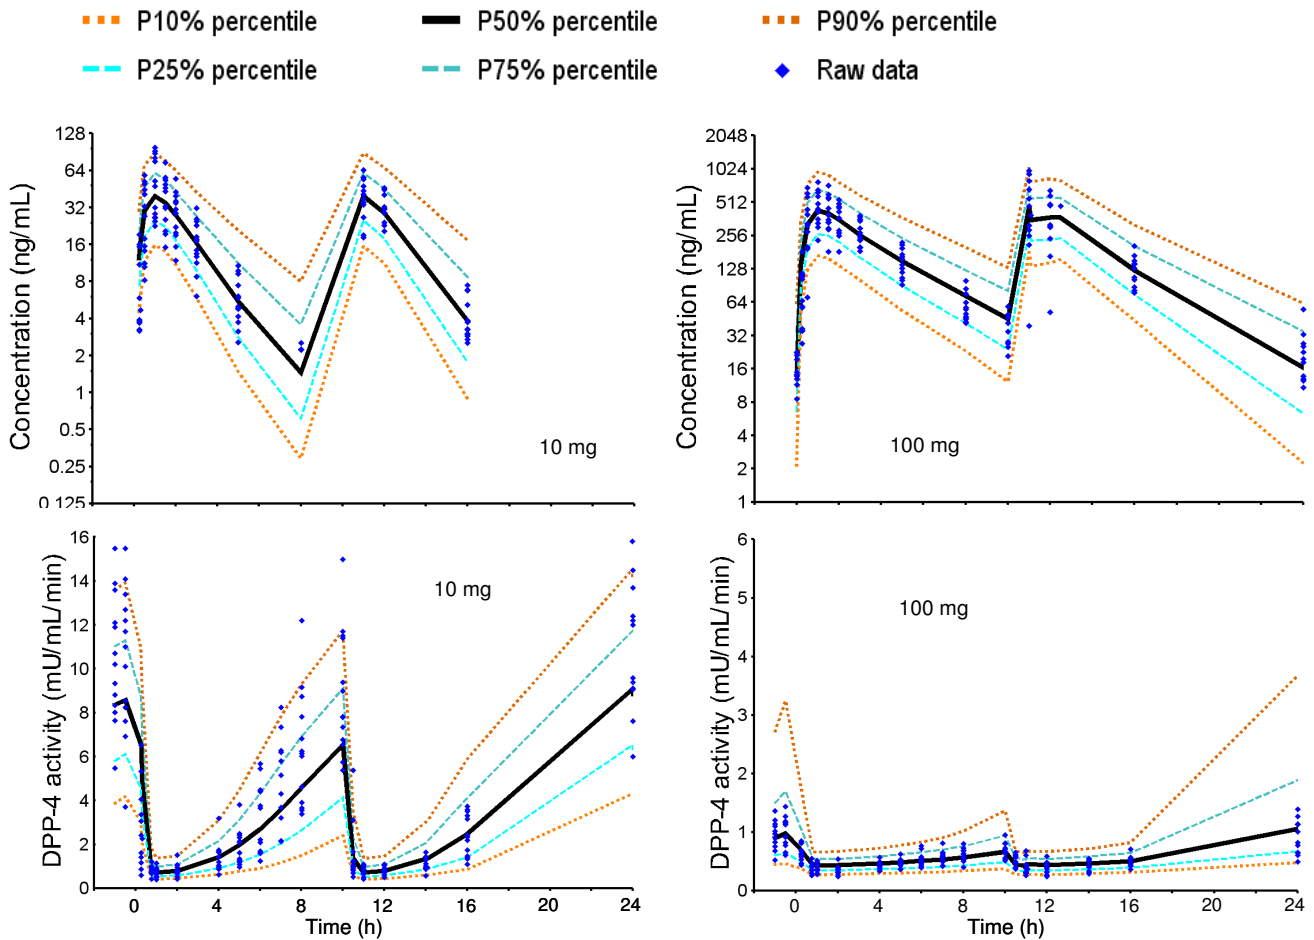 P10% percentile P50% percentile P90% percentile
P25% percentile P75% percentile Raw data
Concentration (ng/mL)
128
64
32
16
8
4
2
1
0.5
0.25
0.125
10 mg
Concentration (ng/mL)
2048
1024
512
256
128
64
32
16
8
4
2
1
100 mg
DPP-4 activity (mU/mL/min)
16
14
12
10
8
6
4
2
0
10 mg
0 4 8 12 16 20 24
Time (h)
DPP-4 activity (mU/mL/min)
6
5
4
3
2
1
0
100 mg
0 4 8 12 16 20 24
Time (h)